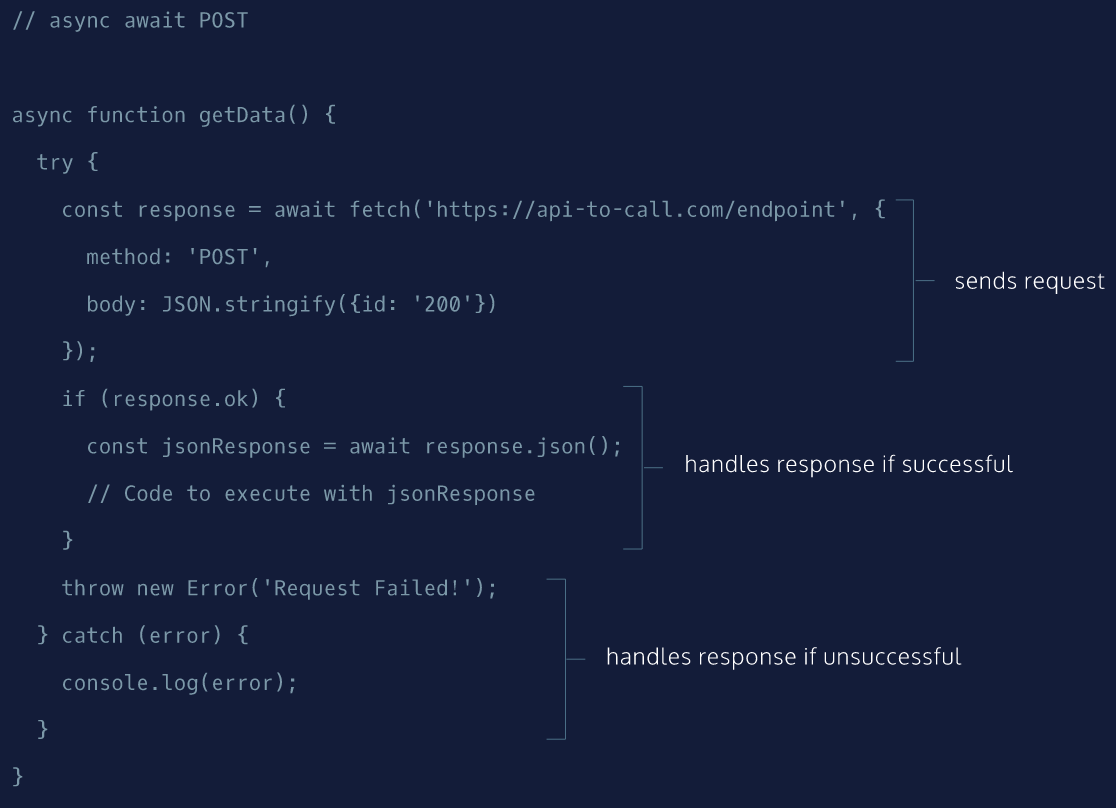 // async await POST
async function getData() {
try {
const response = await fetch('https://api-to-call.com/endpoint', {
method: 'POST',
body: JSON.stringify({id: '200'})
});
sends request
if (response.ok) {
const jsonResponse = await response.json();
// Code to execute with jsonResponse
}
handles response if successful
throw new Error('Request Failed!');
} catch (error) {
console.log(error);
}
handles response if unsuccessful
}